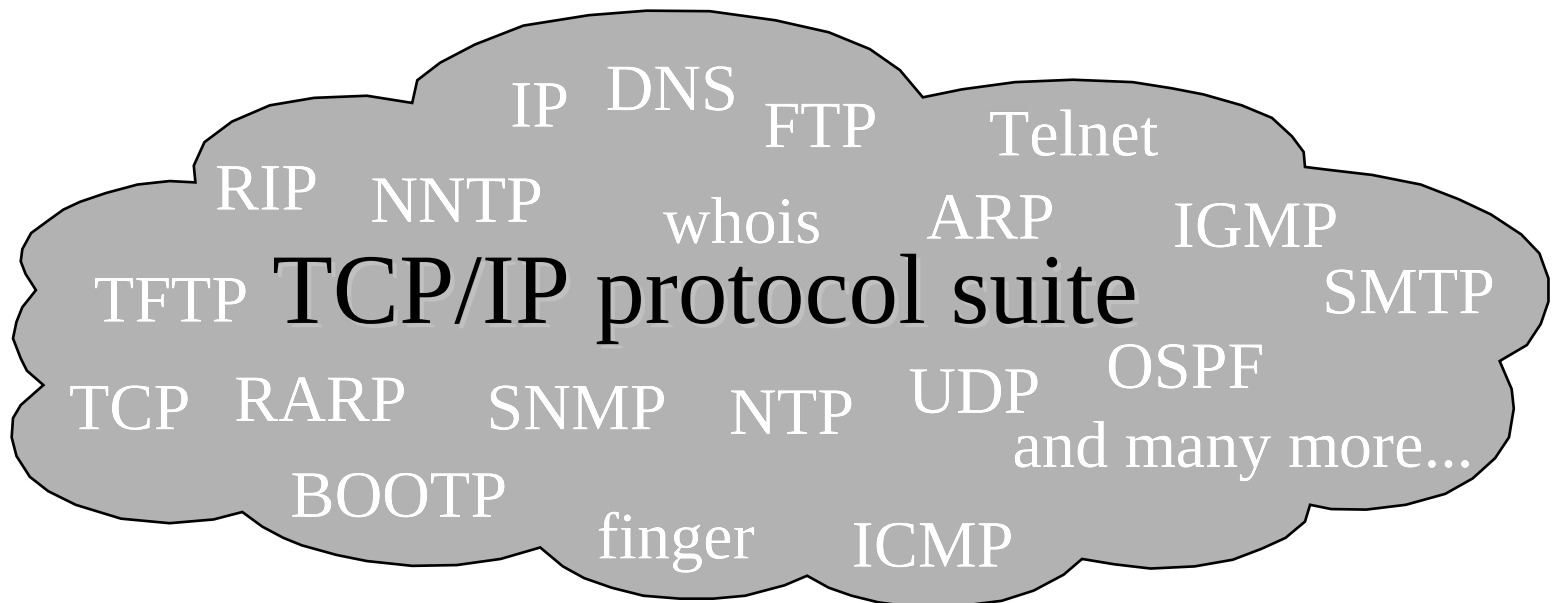 IP
DNS
FTP
Telnet
RIP
NNTP
whois
ARP
IGMP
TFTP
TCP/IP protocol suite
SMTP
TCP
RARP
SNMP
NTP
UDP
OSPF
and many more...
BOOTP
finger
ICMP